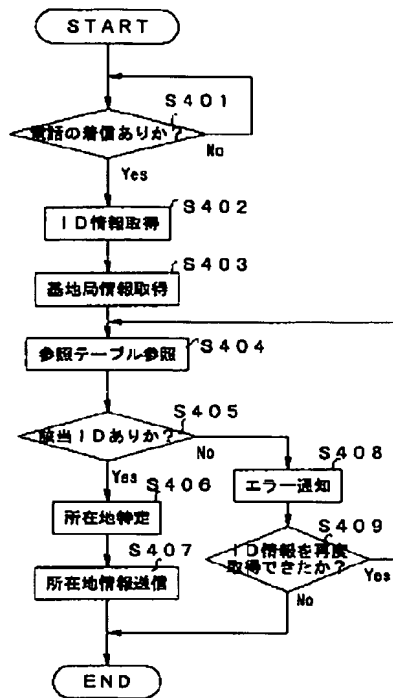 START
S401
電話の着信ありか?
No
Yes
S402
ID情報取得
S403
基地局情報取得
参照テーブル参照
S404
S405
該当IDありか?
No
Yes
S406
所在地特定
S407
所在地情報送信
S408
エラー通知
S409
ID情報を再度
取得できたか?
Yes
No
END